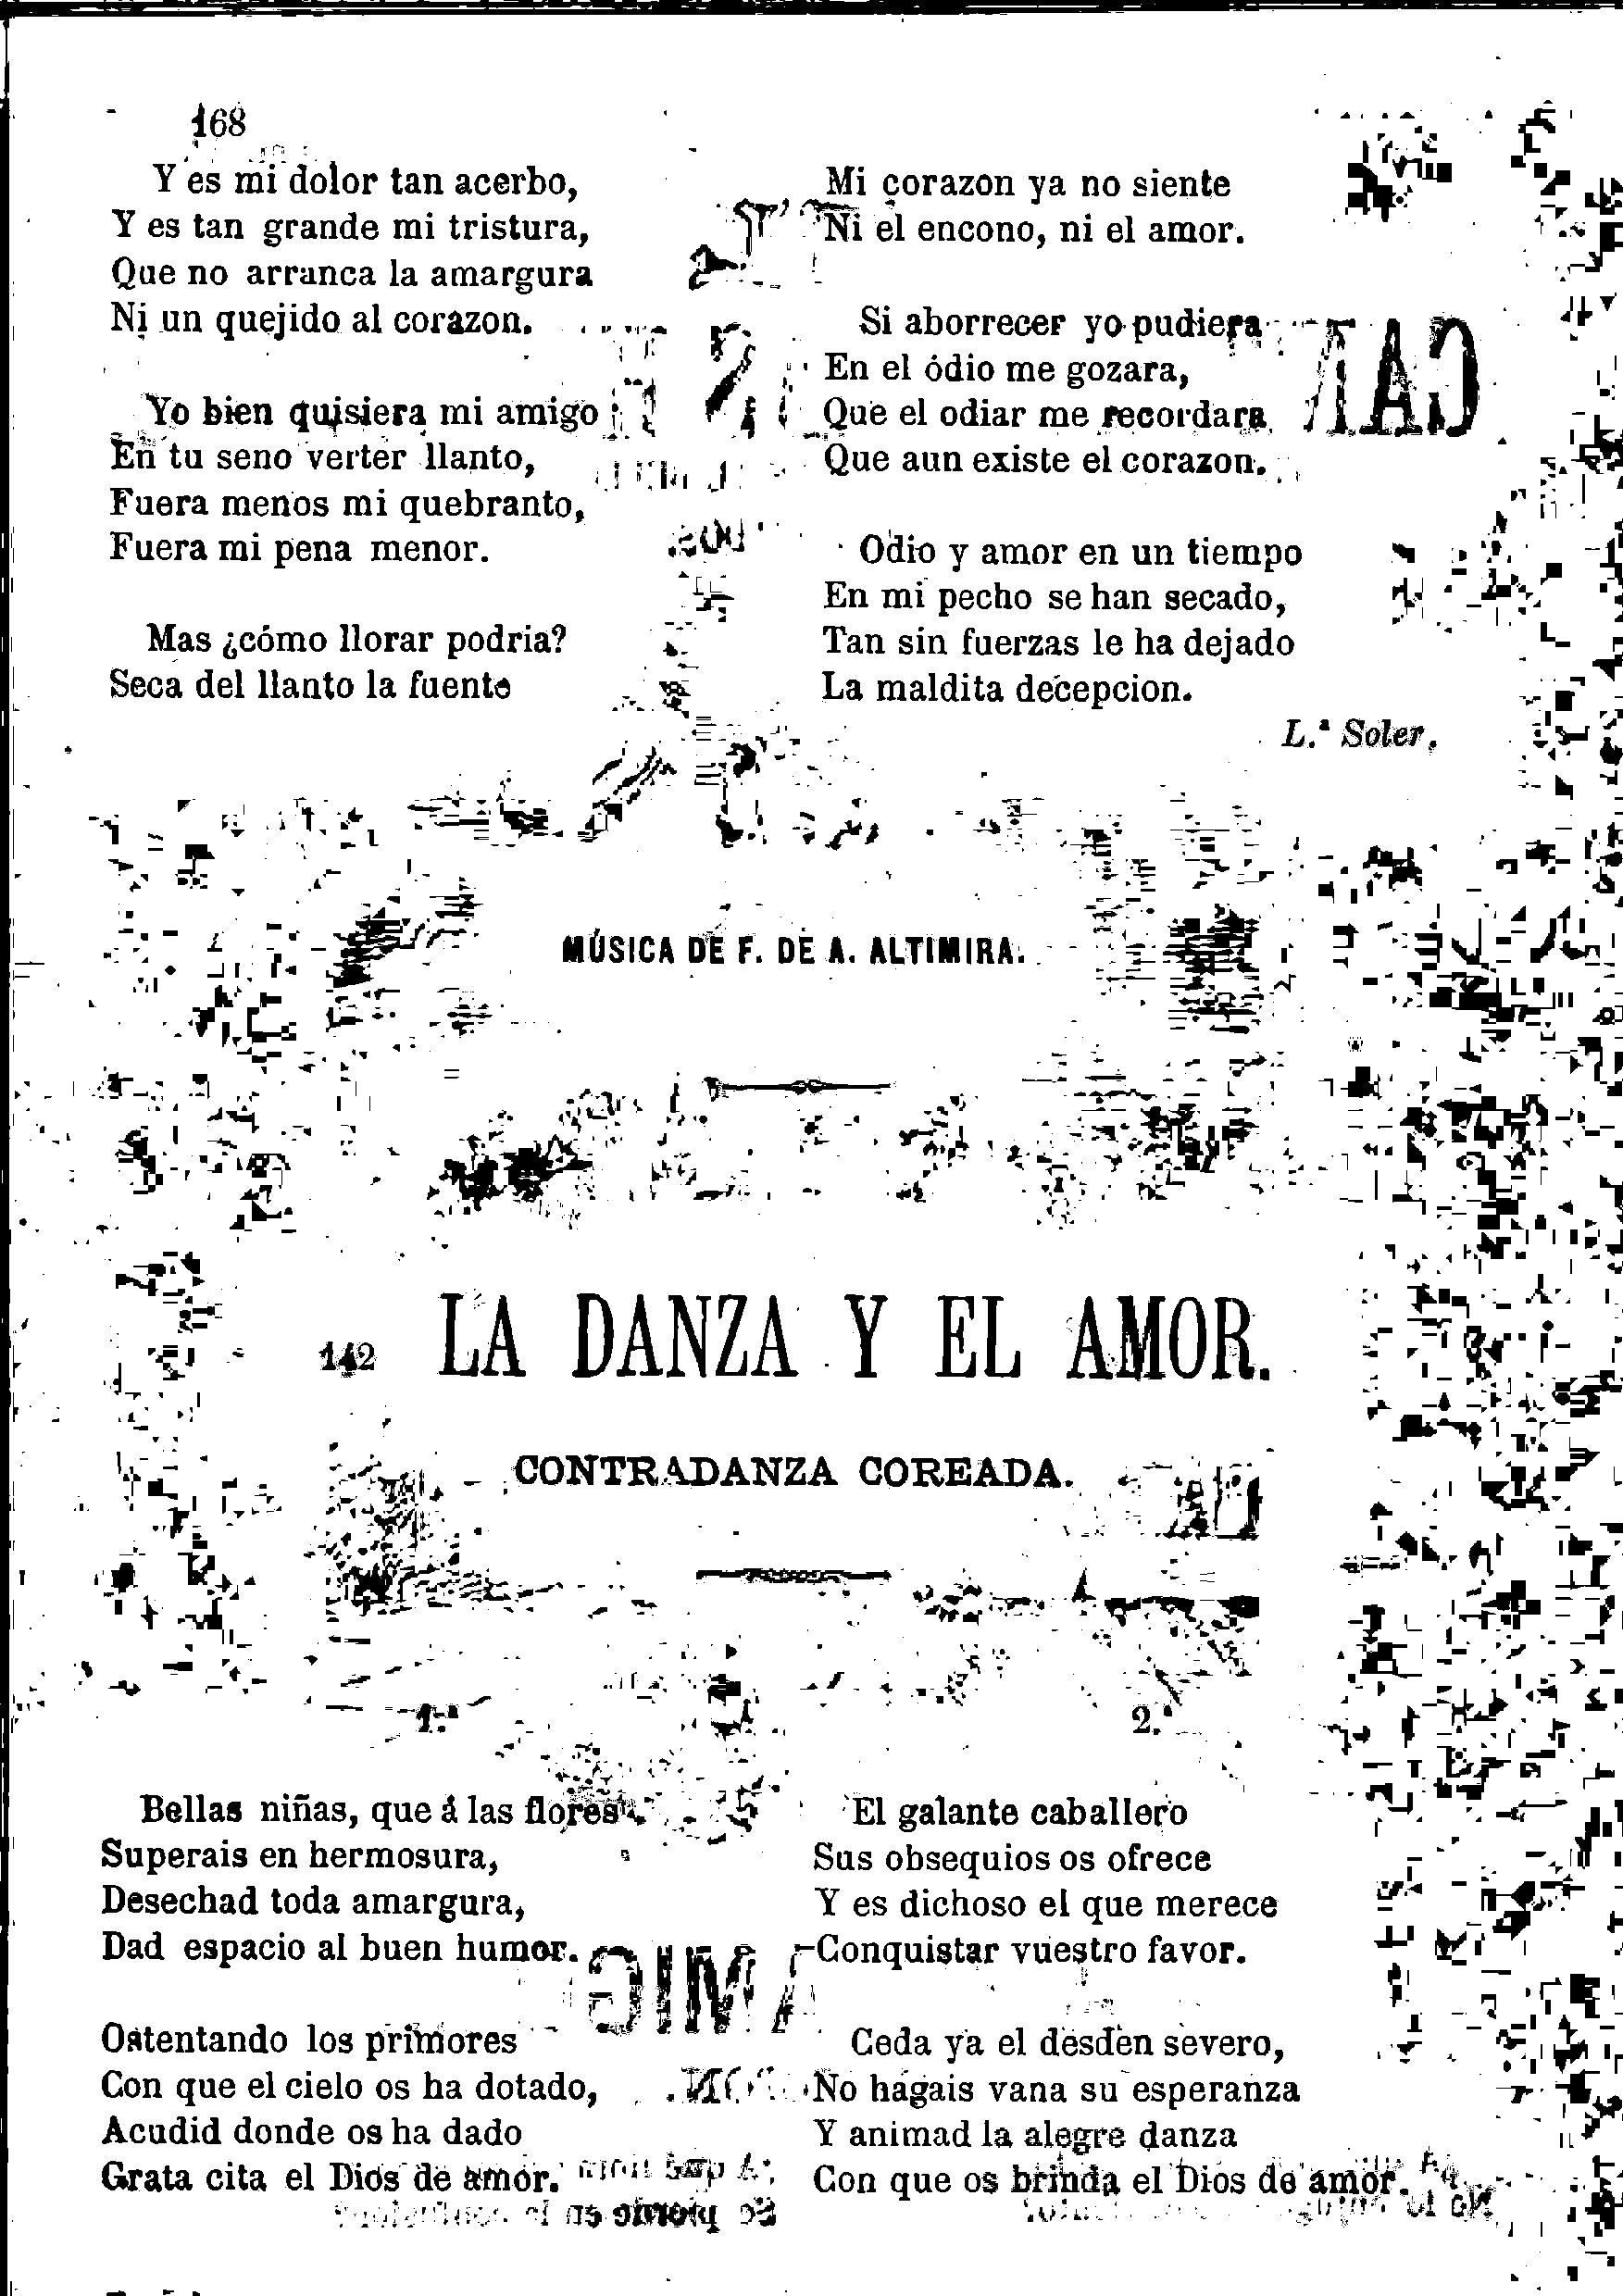 168
Y es mi dolor tan acerbo,
Y es tan grande mi tristura,
Que no arranca la amargura
Ni un quejido al corazon.
Yo bien quisiera mi amigo
En tu seno verter llanto,
Fuera menos mi quebranto,
Fuera mi pena menor.
Mas ¿cómo llorar podria?
Seca del llanto la fuente
Mi corazon ya no siente
Ni el encono, ni el amor.
Si aborrecer yo pudiera
En el ódio me gozara,
Que el odiar me recordara
Que aun existe el corazon.
Odio y amor en un tiempo
En mi pecho se han secado,
Tan sin fuerzas le ha dejado
La maldita decepcion.
L.ª Soler.
MÚSICA DE F. DE A. ALTIMIRA.
142 LA DANZA Y EL AMOR.
CONTRADANZA COREADA.
1.ª
Bellas niñas, que á las flores
Superais en hermosura,
Desechad toda amargura,
Dad espacio al buen humor.
Ostentando los primores
Con que el cielo os ha dotado,
Acudid donde os ha dado
Grata cita el Dios de amor.
2.ª
El galante caballero
Sus obsequios os ofrece
Y es dichoso el que merece
Conquistar vuestro favor.
Ceda ya el desden severo,
No hagais vana su esperanza
Y animad la alegre danza
Con que os brinda el Dios de amor.